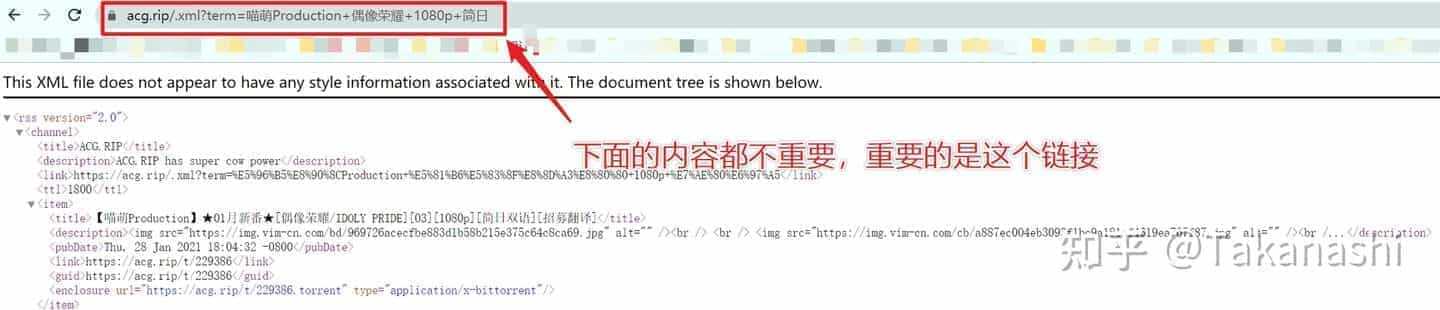 acg.rip/.xml?term=喵萌Production+偶像荣耀+1080p+简日
This XML file does not appear to have any style information associated with it. The document tree is shown below.
下面的内容都不重要，重要的是这个链接
▼<rss version="2.0">
▼<channel>
<title>ACG.RIP</title>
<description>ACG.RIP has super cow power</description>
<link>https://acg.rip/.xml?term=%E5%96%B5%E8%90%8CProduction+%E5%81%B6%E5%83%8F%E8%8D%A3%E8%80%80+1080p+%E7%AE%80%E6%97%A5</link>
<ttl>1800</ttl>
▼<item>
<title>【喵萌Production】★01月新番★[偶像荣耀/IDOLY PRIDE][03][1080p][简日双语][招募翻译]</title>
<description><img src="https://img.vim-cn.com/bd/969726acecfbe883d1b58b215e375c64c8ca69.jpg" alt="" /><br /> <br /> <img src="https://img.vim-cn.com/cb/ alt="" /><br /...</description>
<pubDate>Thu, 28 Jan 2021 18:04:32 -0800</pubDate>
<link>https://acg.rip/t/229386</link>
<guid>https://acg.rip/t/229386</guid>
<enclosure url="https://acg.rip/t/229386.torrent" type="application/x-bittorrent"/>
</item>
知乎 @Takanashi